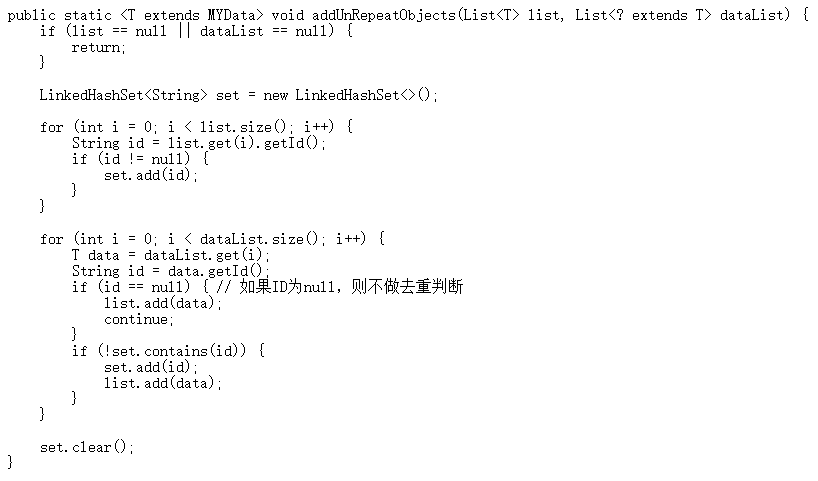 public static <T extends MYData> void addUnRepeatObjects(List<T> list, List<? extends T> dataList) {
    if (list == null || dataList == null) {
        return;
    }

    LinkedHashSet<String> set = new LinkedHashSet<>();

    for (int i = 0; i < list.size(); i++) {
        String id = list.get(i).getId();
        if (id != null) {
            set.add(id);
        }
    }

    for (int i = 0; i < dataList.size(); i++) {
        T data = dataList.get(i);
        String id = data.getId();
        if (id == null) { // 如果ID为null，则不做去重判断
            list.add(data);
            continue;
        }
        if (!set.contains(id)) {
            set.add(id);
            list.add(data);
        }
    }

    set.clear();
}